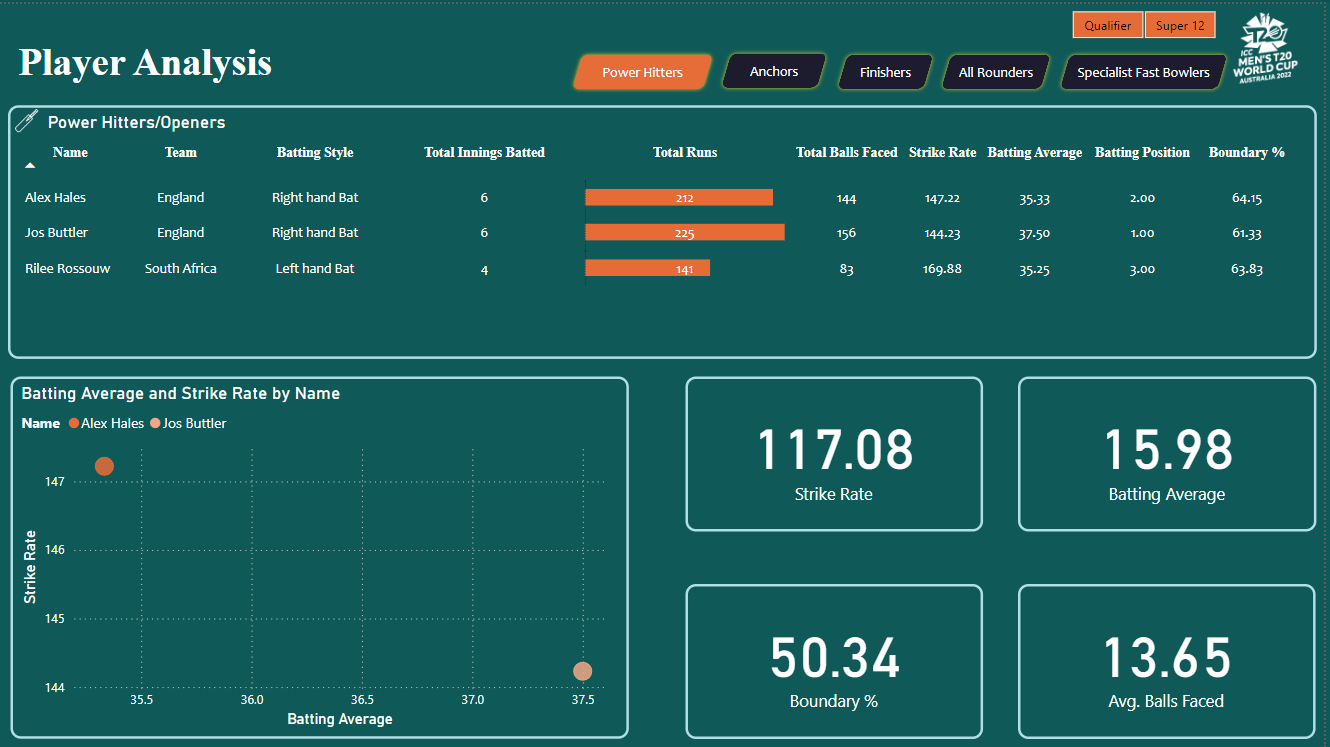 Qualifier Super 12
ICC
MEN'S T20
WORLD CUP
AUSTRALIA 2022
Player Analysis
Power Hitters Anchors Finishers All Rounders Specialist Fast Bowlers
Power Hitters/Openers
Name Team Batting Style Total Innings Batted Total Runs Total Balls Faced Strike Rate Batting Average Batting Position Boundary %
Alex Hales England Right hand Bat 6 212 144 147.22 35.33 2.00 64.15
Jos Buttler England Right hand Bat 6 225 156 144.23 37.50 1.00 61.33
Rilee Rossouw South Africa Left hand Bat 4 141 83 169.88 35.25 3.00 63.83
Batting Average and Strike Rate by Name
Name Alex Hales Jos Buttler
147
146
145
144
Strike Rate
35.5 36.0 36.5 37.0 37.5
Batting Average
117.08
Strike Rate
15.98
Batting Average
50.34
Boundary %
13.65
Avg. Balls Faced